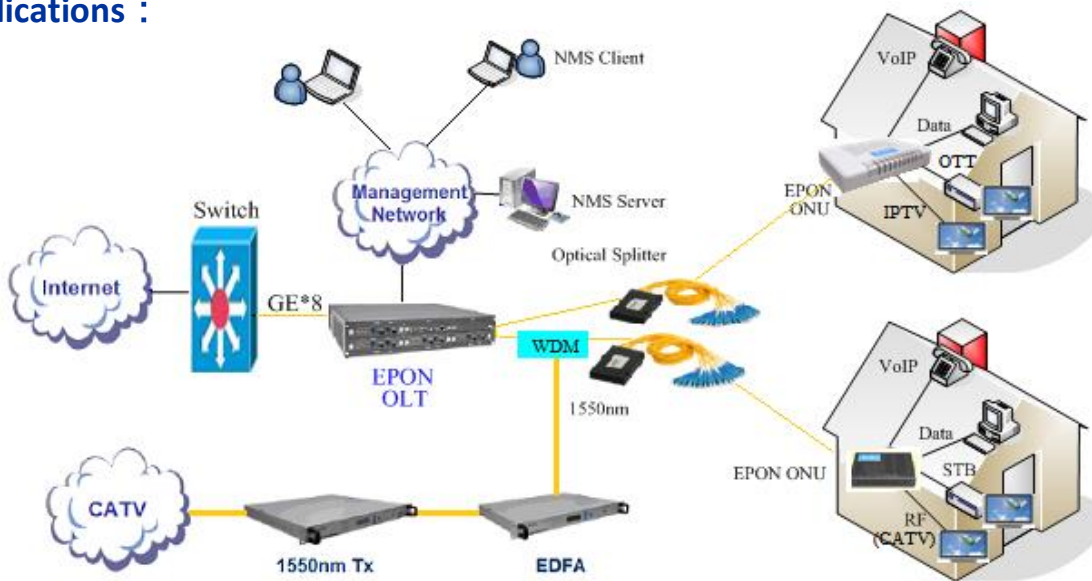 lications :
NMS Client
Management
Network
NMS Server
Switch
Internet
GE*8
EPON
OLT
Optical Splitter
WDM
1550nm
CATV
1550nm Tx
EDFA
VoIP
Data
OTT
EPON
ONU
IPTV
VoIP
Data
EPON ONU
STB
RF
(CATV)